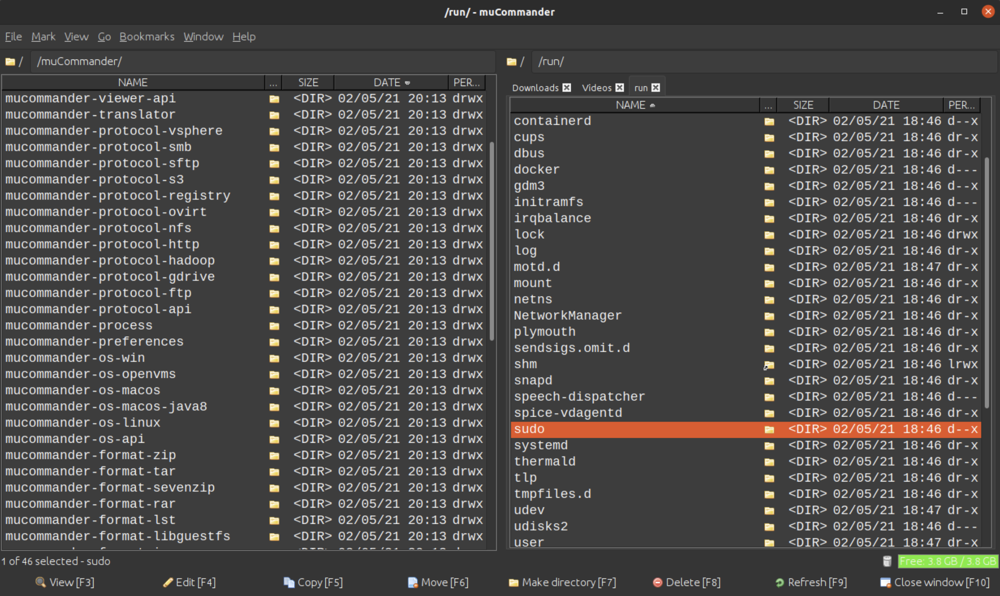 /run/ - muCommander
File Mark View Go Bookmarks Window Help
/ /muCommander/
NAME ... SIZE DATE PER...
mucommander-viewer-api <DIR> 02/05/21 20:13 drwx
mucommander-translator <DIR> 02/05/21 20:13 drwx
mucommander-protocol-vsphere <DIR> 02/05/21 20:13 drwx
mucommander-protocol-smb <DIR> 02/05/21 20:13 drwx
mucommander-protocol-sftp <DIR> 02/05/21 20:13 drwx
mucommander-protocol-s3 <DIR> 02/05/21 20:13 drwx
mucommander-protocol-registry <DIR> 02/05/21 20:13 drwx
mucommander-protocol-ovirt <DIR> 02/05/21 20:13 drwx
mucommander-protocol-nfs <DIR> 02/05/21 20:13 drwx
mucommander-protocol-http <DIR> 02/05/21 20:13 drwx
mucommander-protocol-hadoop <DIR> 02/05/21 20:13 drwx
mucommander-protocol-gdrive <DIR> 02/05/21 20:13 drwx
mucommander-protocol-ftp <DIR> 02/05/21 20:13 drwx
mucommander-protocol-api <DIR> 02/05/21 20:13 drwx
mucommander-process <DIR> 02/05/21 20:13 drwx
mucommander-preferences <DIR> 02/05/21 20:13 drwx
mucommander-os-win <DIR> 02/05/21 20:13 drwx
mucommander-os-openvms <DIR> 02/05/21 20:13 drwx
mucommander-os-macos <DIR> 02/05/21 20:13 drwx
mucommander-os-macos-java8 <DIR> 02/05/21 20:13 drwx
mucommander-os-linux <DIR> 02/05/21 20:13 drwx
mucommander-os-api <DIR> 02/05/21 20:13 drwx
mucommander-format-zip <DIR> 02/05/21 20:13 drwx
mucommander-format-tar <DIR> 02/05/21 20:13 drwx
mucommander-format-sevenzip <DIR> 02/05/21 20:13 drwx
mucommander-format-rar <DIR> 02/05/21 20:13 drwx
mucommander-format-lst <DIR> 02/05/21 20:13 drwx
mucommander-format-libguestfs <DIR> 02/05/21 20:13 drwx
/ /run/
Downloads Videos run
NAME ... SIZE DATE PER...
containerd <DIR> 02/05/21 18:46 d--x
cups <DIR> 02/05/21 18:46 dr-x
dbus <DIR> 02/05/21 18:46 dr-x
docker <DIR> 02/05/21 18:46 d---
gdm3 <DIR> 02/05/21 18:46 d--x
initramfs <DIR> 02/05/21 18:46 d---
irqbalance <DIR> 02/05/21 18:46 dr-x
lock <DIR> 02/05/21 18:46 drwx
log <DIR> 02/05/21 18:46 dr-x
motd.d <DIR> 02/05/21 18:47 dr-x
mount <DIR> 02/05/21 18:46 dr-x
netns <DIR> 02/05/21 18:46 dr-x
NetworkManager <DIR> 02/05/21 18:46 dr-x
plymouth <DIR> 02/05/21 18:46 dr-x
sendsigs.omit.d <DIR> 02/05/21 18:46 dr-x
shm <DIR> 02/05/21 18:46 lrwx
snapd <DIR> 02/05/21 18:46 dr-x
speech-dispatcher <DIR> 02/05/21 18:46 d---
spice-vdagentd <DIR> 02/05/21 18:46 dr-x
sudo <DIR> 02/05/21 18:46 d--x
systemd <DIR> 02/05/21 18:46 dr-x
thermald <DIR> 02/05/21 18:46 dr-x
tlp <DIR> 02/05/21 18:46 dr-x
tmpfiles.d <DIR> 02/05/21 18:46 dr-x
udev <DIR> 02/05/21 18:47 dr-x
udisks2 <DIR> 02/05/21 18:46 d---
user <DIR> 02/05/21 18:47 dr-x
1 of 46 selected - sudo
Free: 3.8 GB / 3.8 GB
View [F3] Edit [F4] Copy [F5] Move [F6] Make directory [F7] Delete [F8] Refresh [F9] Close window [F10]